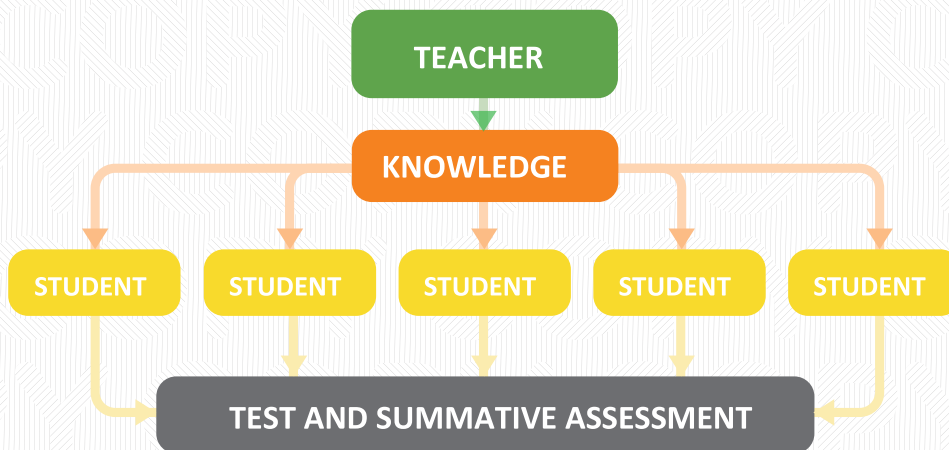 TEACHER
KNOWLEDGE
STUDENT
STUDENT
STUDENT
STUDENT
STUDENT
TEST AND SUMMATIVE ASSESSMENT